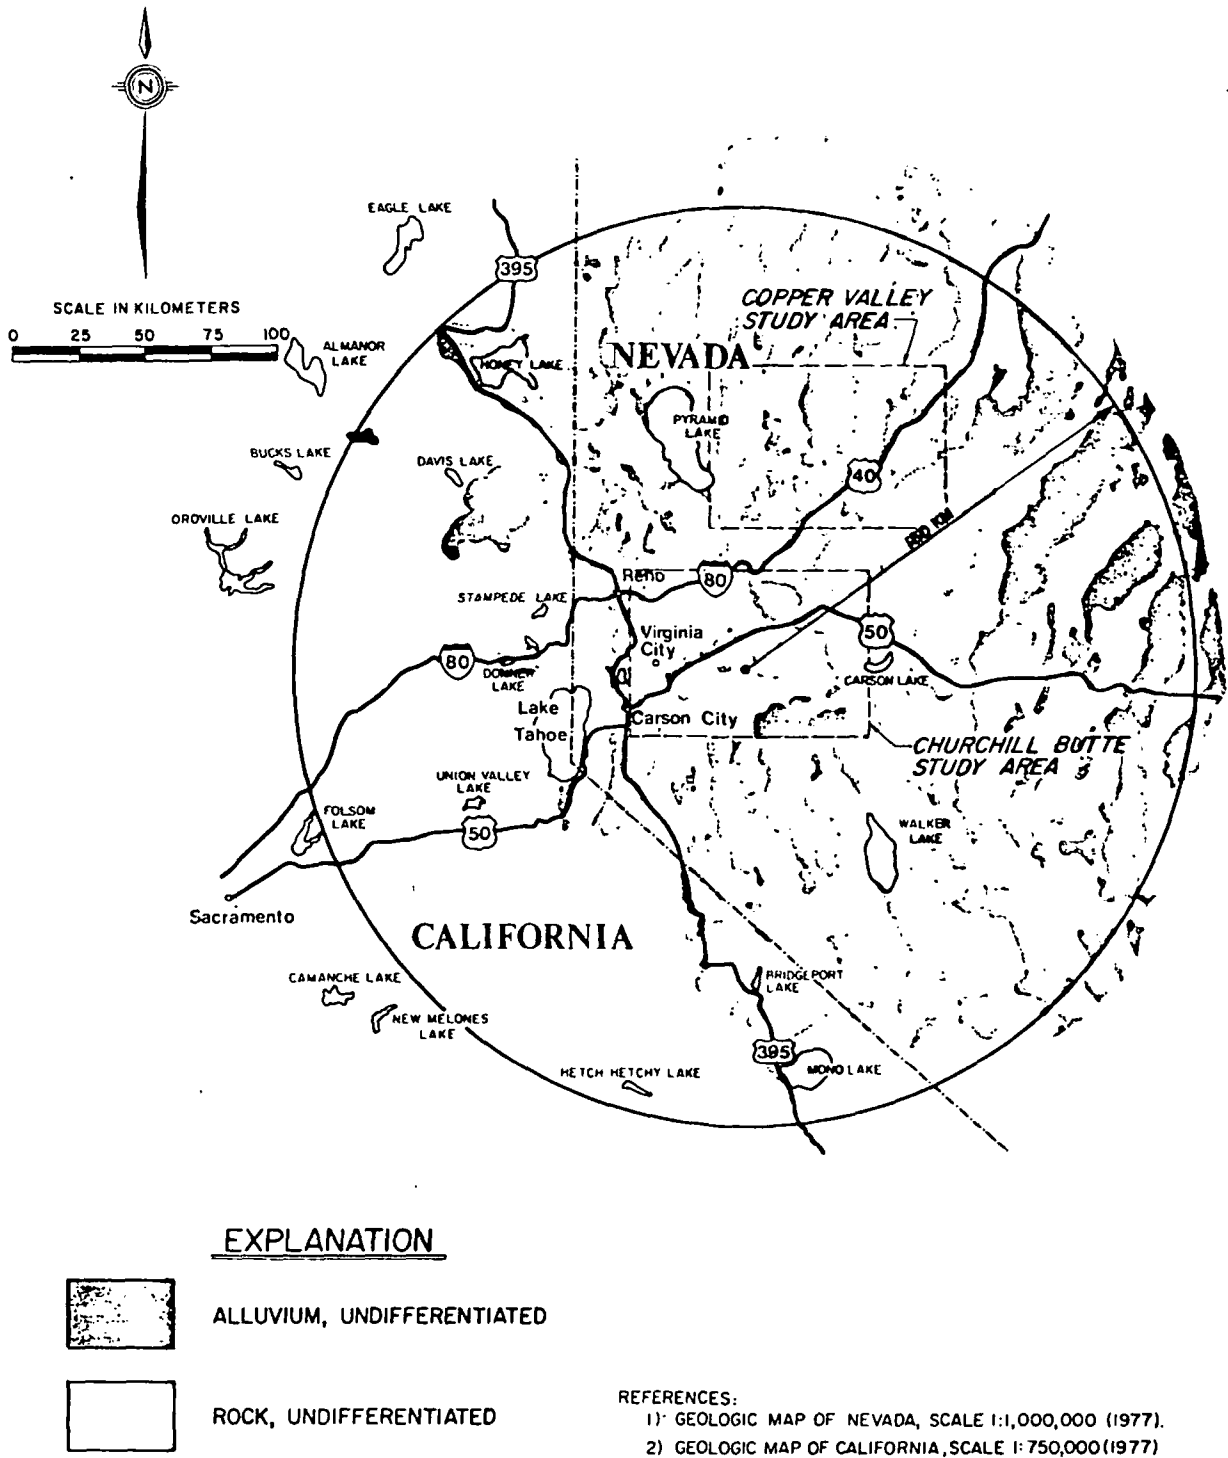 N
EAGLE LAKE
395
SCALE IN KILOMETERS
0 25 50 75 100
COPPER VALLEY
STUDY AREA
ALMANOR
LAKE
HONEY LAKE
NEVADA
PYRAMID
LAKE
BUCKS LAKE
DAVIS LAKE
40
OROVILLE LAKE
KM
Reno
80
STAMPEDE LAKE
Virginia
City
50
80
DONNER
LAKE
CARSON LAKE
Lake
Tahoe
Carson City
CHURCHILL BUTTE
STUDY AREA
UNION VALLEY
LAKE
FOLSOM
LAKE
50
WALKER
LAKE
Sacramento
CALIFORNIA
CAMANCHE LAKE
BRIDGEPORT
LAKE
NEW MELONES
LAKE
395
HETCH HETCHY LAKE
MONO LAKE
EXPLANATION
ALLUVIUM, UNDIFFERENTIATED
ROCK, UNDIFFERENTIATED
REFERENCES:
1) GEOLOGIC MAP OF NEVADA, SCALE 1:1,000,000 (1977).
2) GEOLOGIC MAP OF CALIFORNIA, SCALE 1:750,000 (1977)